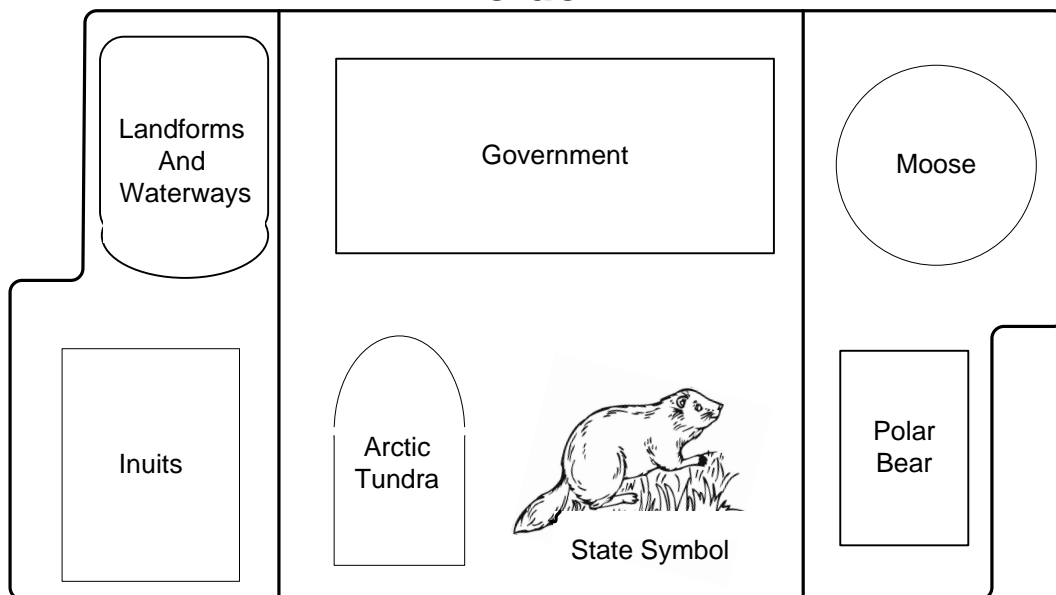 Landforms
And
Waterways
Government
Moose
Inuits
Arctic
Tundra
State Symbol
Polar
Bear